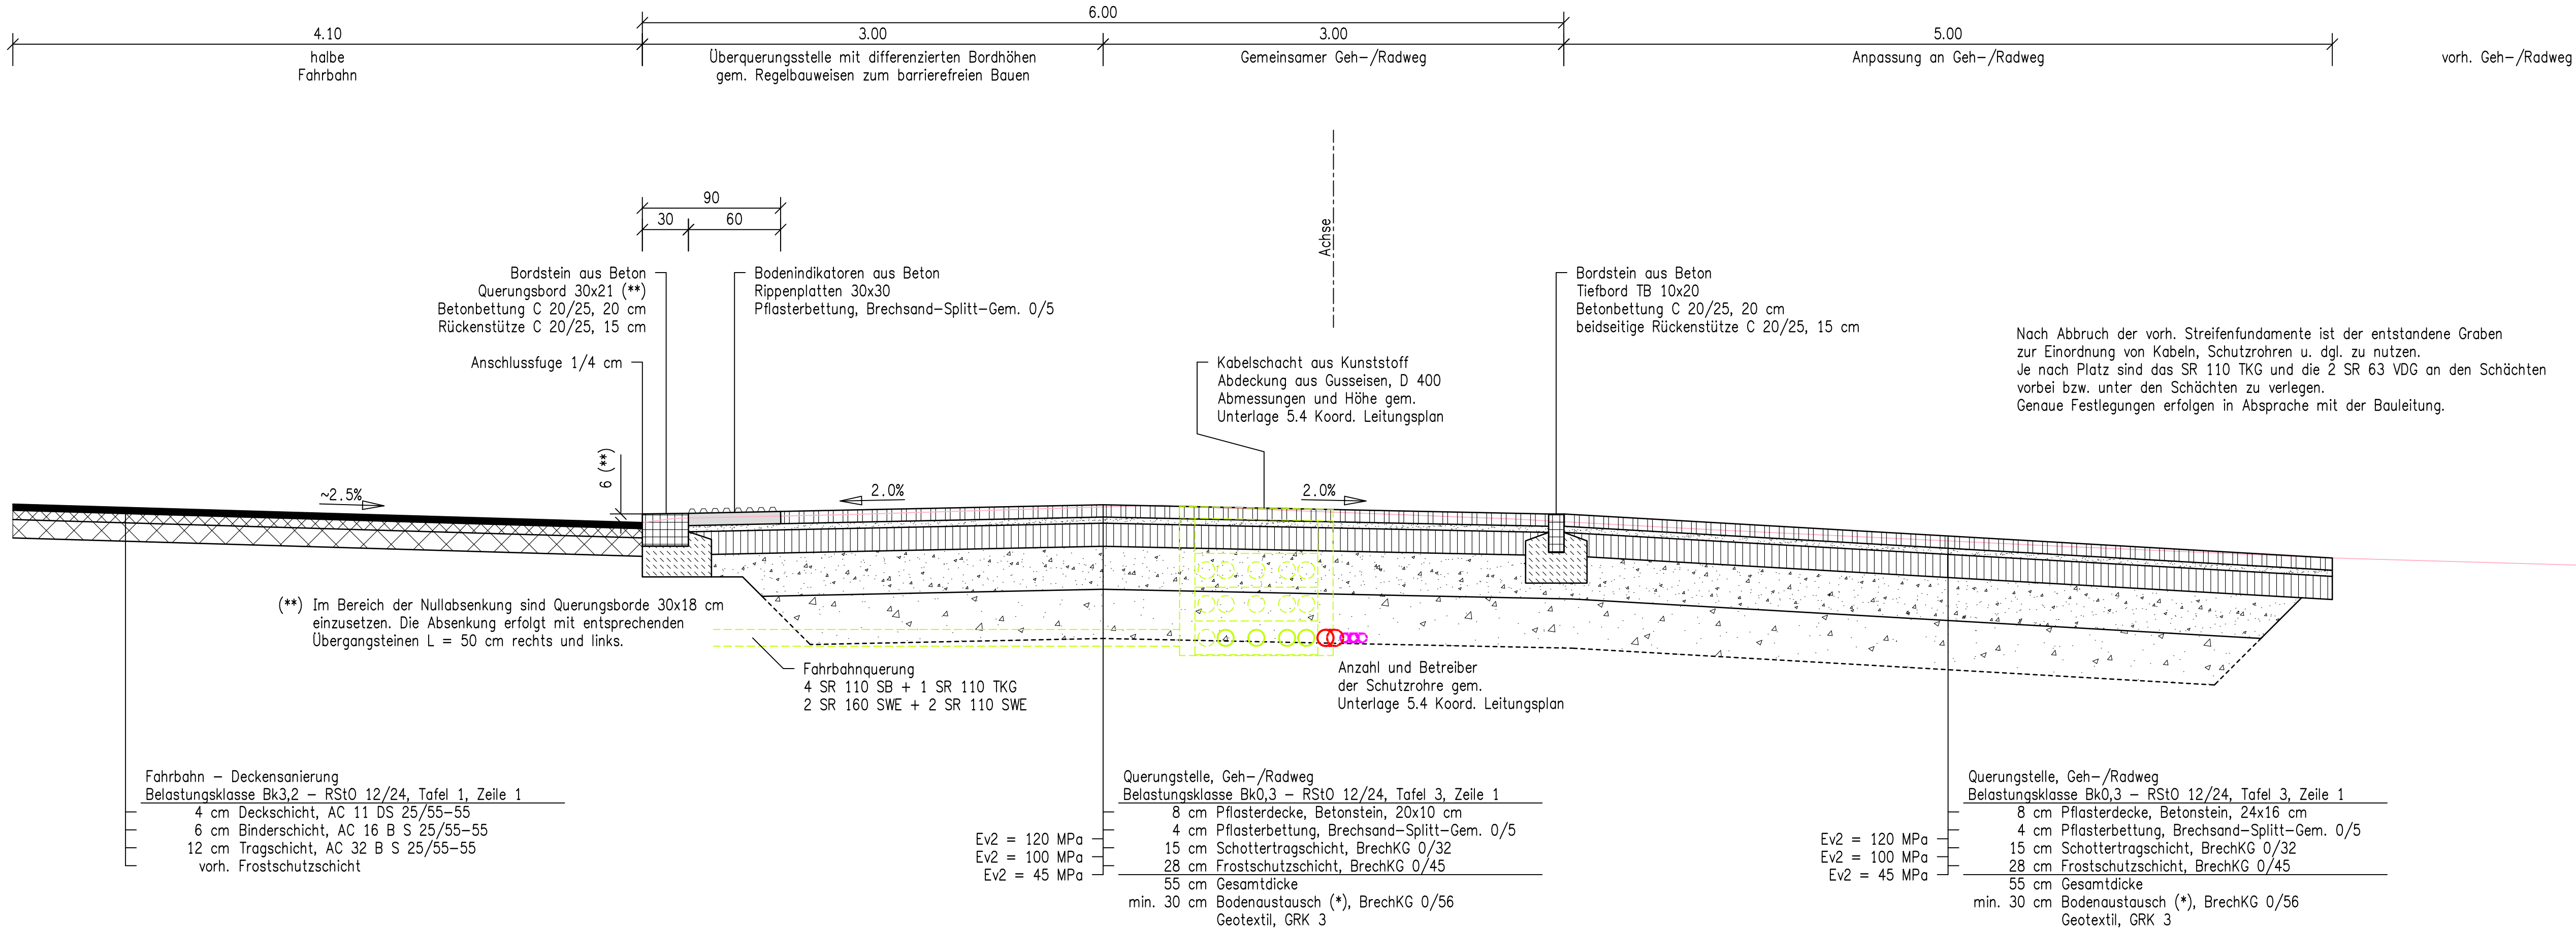 6.00
4.10
3.00
3.00
5.00
halbe
Fahrbahn
Überquerungsstelle mit differenzierten Bordhöhen
gem. Regelbauweisen zum barrierefreien Bauen
Gemeinsamer Geh-/Radweg
Anpassung an Geh-/Radweg
vorh. Geh-/Radweg
90
30
60
Achse
Bordstein aus Beton
Querungsbord 30x21 (**)
Betonbettung C 20/25, 20 cm
Rückenstütze C 20/25, 15 cm
Anschlussfuge 1/4 cm
Bodenindikatoren aus Beton
Rippenplatten 30x30
Pflasterbettung, Brechsand-Splitt-Gem. 0/5
Kabelschacht aus Kunststoff
Abdeckung aus Gusseisen, D 400
Abmessungen und Höhe gem.
Unterlage 5.4 Koord. Leitungsplan
Bordstein aus Beton
Tiefbord TB 10x20
Betonbettung C 20/25, 20 cm
beidseitige Rückenstütze C 20/25, 15 cm
Nach Abbruch der vorh. Streifenfundamente ist der entstandene Graben
zur Einordnung von Kabeln, Schutzrohren u. dgl. zu nutzen.
Je nach Platz sind das SR 110 TKG und die 2 SR 63 VDG an den Schächten
vorbei bzw. unter den Schächten zu verlegen.
Genaue Festlegungen erfolgen in Absprache mit der Bauleitung.
6 (**)
~2.5%
2.0%
2.0%
(**) Im Bereich der Nullabsenkung sind Querungsborde 30x18 cm
einzusetzen. Die Absenkung erfolgt mit entsprechenden
Übergangsteinen L = 50 cm rechts und links.
Fahrbahnquerung
4 SR 110 SB + 1 SR 110 TKG
2 SR 160 SWE + 2 SR 110 SWE
Anzahl und Betreiber
der Schutzrohre gem.
Unterlage 5.4 Koord. Leitungsplan
Fahrbahn - Deckensanierung
Belastungsklasse Bk3,2 - RStO 12/24, Tafel 1, Zeile 1
4 cm Deckschicht, AC 11 DS 25/55-55
6 cm Binderschicht, AC 16 B S 25/55-55
12 cm Tragschicht, AC 32 B S 25/55-55
vorh. Frostschutzschicht
Querungstelle, Geh-/Radweg
Belastungsklasse Bk0,3 - RStO 12/24, Tafel 3, Zeile 1
8 cm Pflasterdecke, Betonstein, 20x10 cm
4 cm Pflasterbettung, Brechsand-Splitt-Gem. 0/5
Ev2 = 120 MPa
15 cm Schottertragschicht, BrechKG 0/32
Ev2 = 100 MPa
28 cm Frostschutzschicht, BrechKG 0/45
Ev2 = 45 MPa
55 cm Gesamtdicke
min. 30 cm Bodenaustausch (*), BrechKG 0/56
Geotextil, GRK 3
Querungstelle, Geh-/Radweg
Belastungsklasse Bk0,3 - RStO 12/24, Tafel 3, Zeile 1
8 cm Pflasterdecke, Betonstein, 24x16 cm
4 cm Pflasterbettung, Brechsand-Splitt-Gem. 0/5
Ev2 = 120 MPa
15 cm Schottertragschicht, BrechKG 0/32
Ev2 = 100 MPa
28 cm Frostschutzschicht, BrechKG 0/45
Ev2 = 45 MPa
55 cm Gesamtdicke
min. 30 cm Bodenaustausch (*), BrechKG 0/56
Geotextil, GRK 3